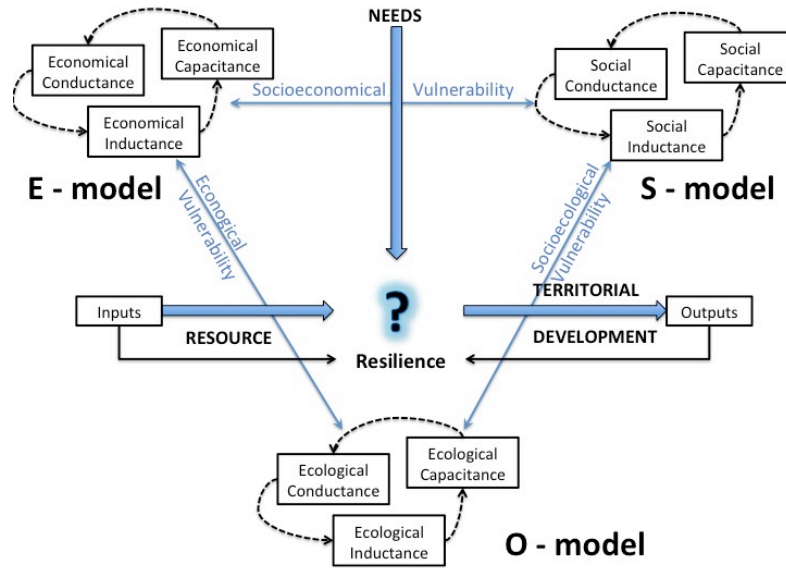 NEEDS
Economical
Conductance
Economical
Capacitance
Economical
Inductance
Socioeconomical Vulnerability
Social
Conductance
Social
Capacitance
Social
Inductance
E - model
S - model
Econogical
Vulnerability
Socioecological
Vulnerability
Inputs
RESOURCE
?
Resilience
TERRITORIAL
DEVELOPMENT
Outputs
Ecological
Conductance
Ecological
Capacitance
Ecological
Inductance
O - model